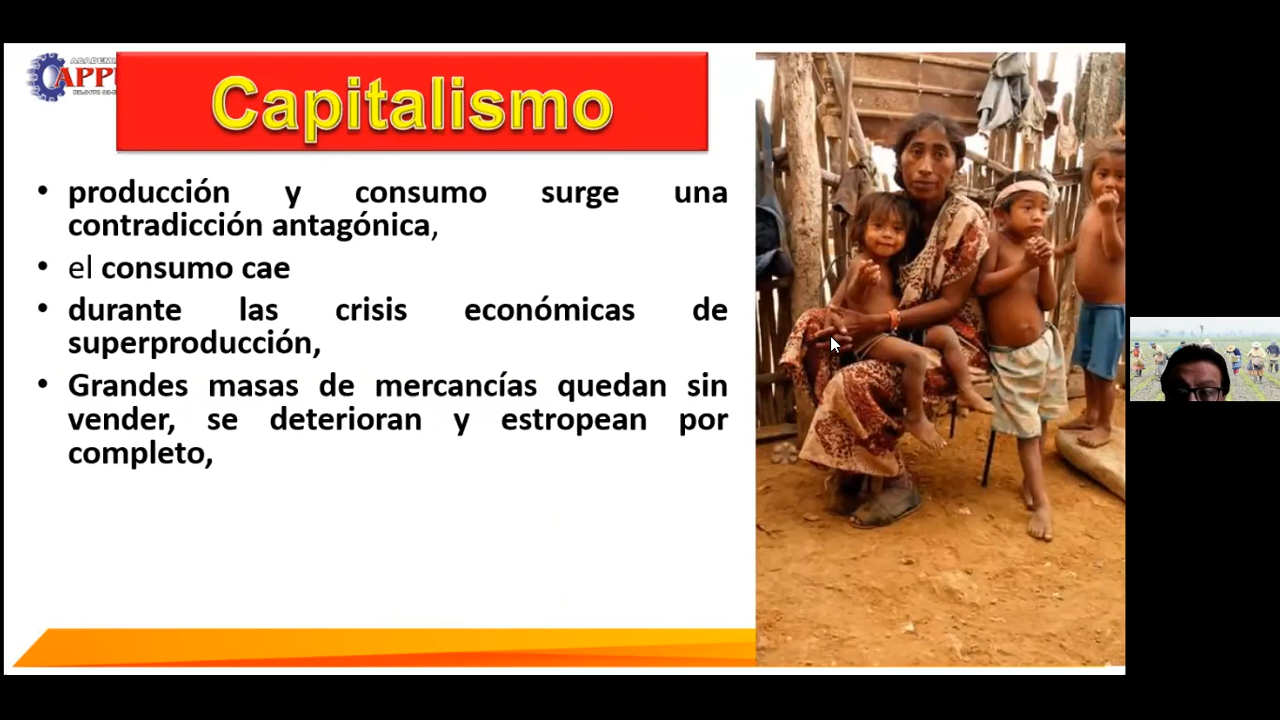 APP
Capitalismo
• producción y consumo surge una
contradicción antagónica,
• el consumo cae
• durante las crisis económicas de
superproducción,
• Grandes masas de mercancías quedan sin
vender, se deterioran y estropean por
completo,